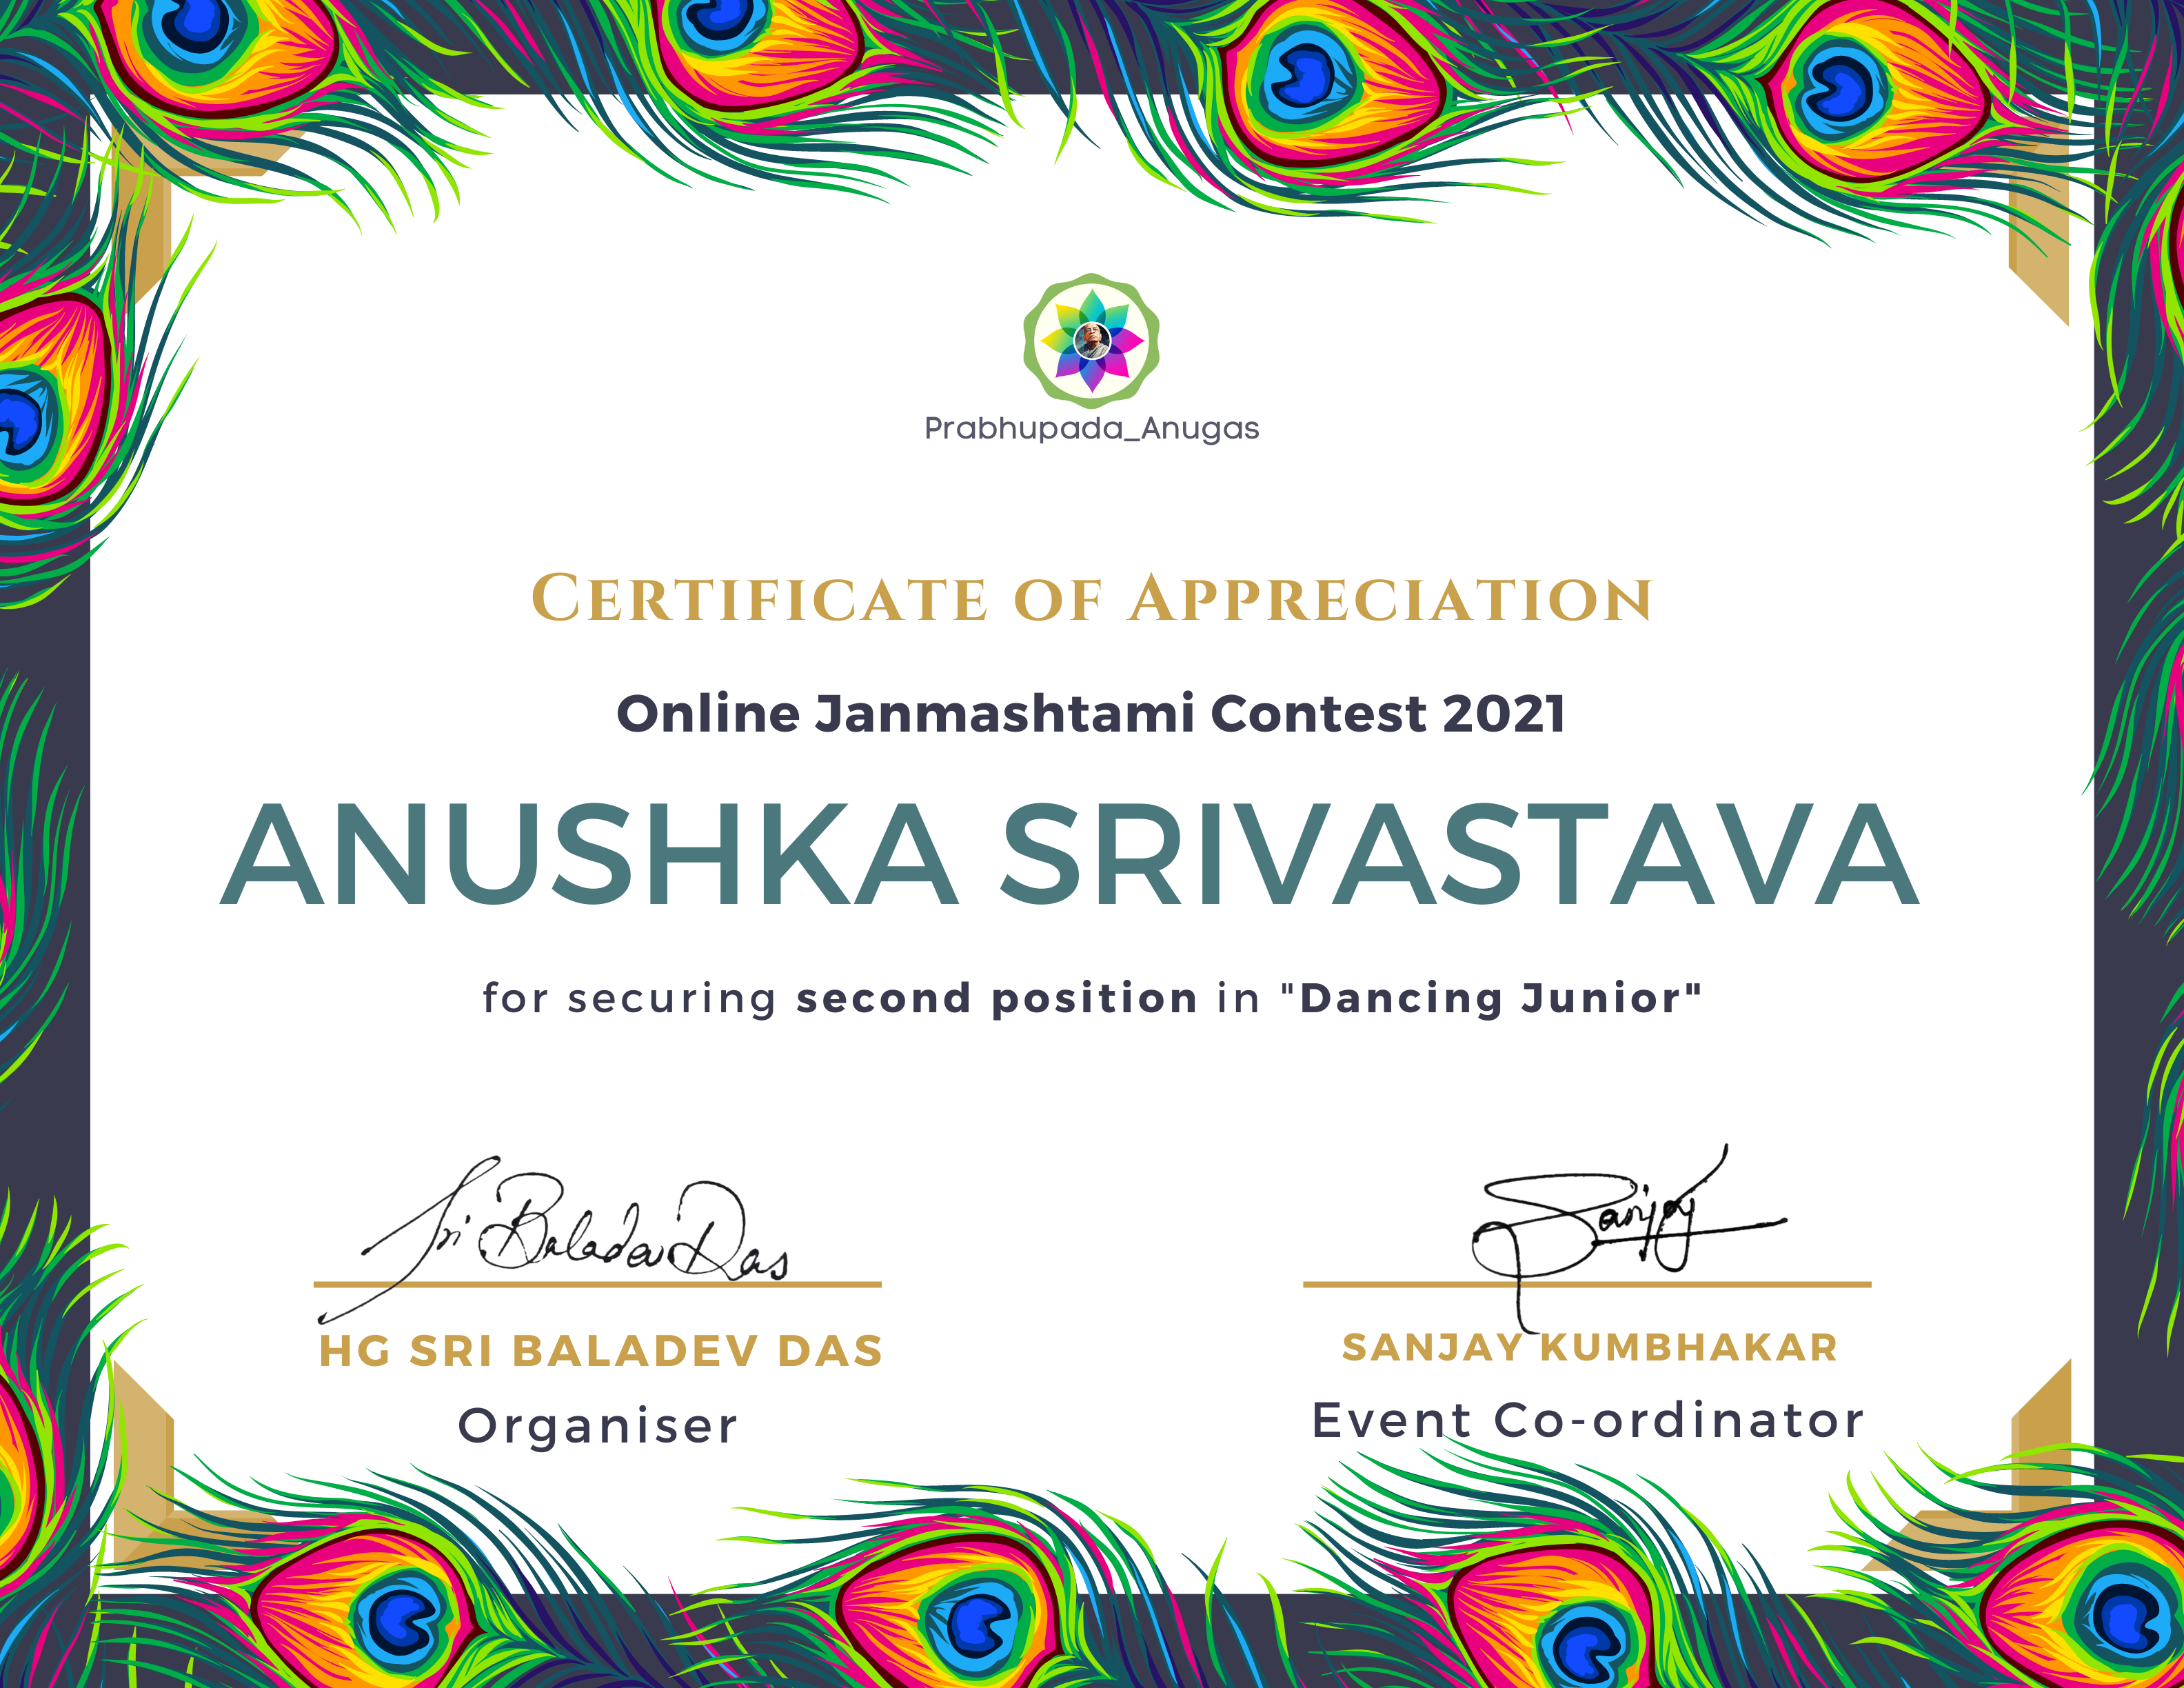 Prabhupada_Anugas
Certificate of Appreciation
Online Janmashtami Contest 2021
ANUSHKA SRIVASTAVA
for securing second position in "Dancing Junior"
Sri Baladev Das
Sanjay
HG SRI BALADEV DAS
SANJAY KUMBHAKAR
Organiser
Event Co-ordinator